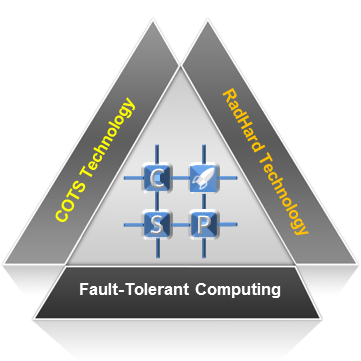 COTS Technology
RadHard Technology
C
S P
Fault-Tolerant Computing